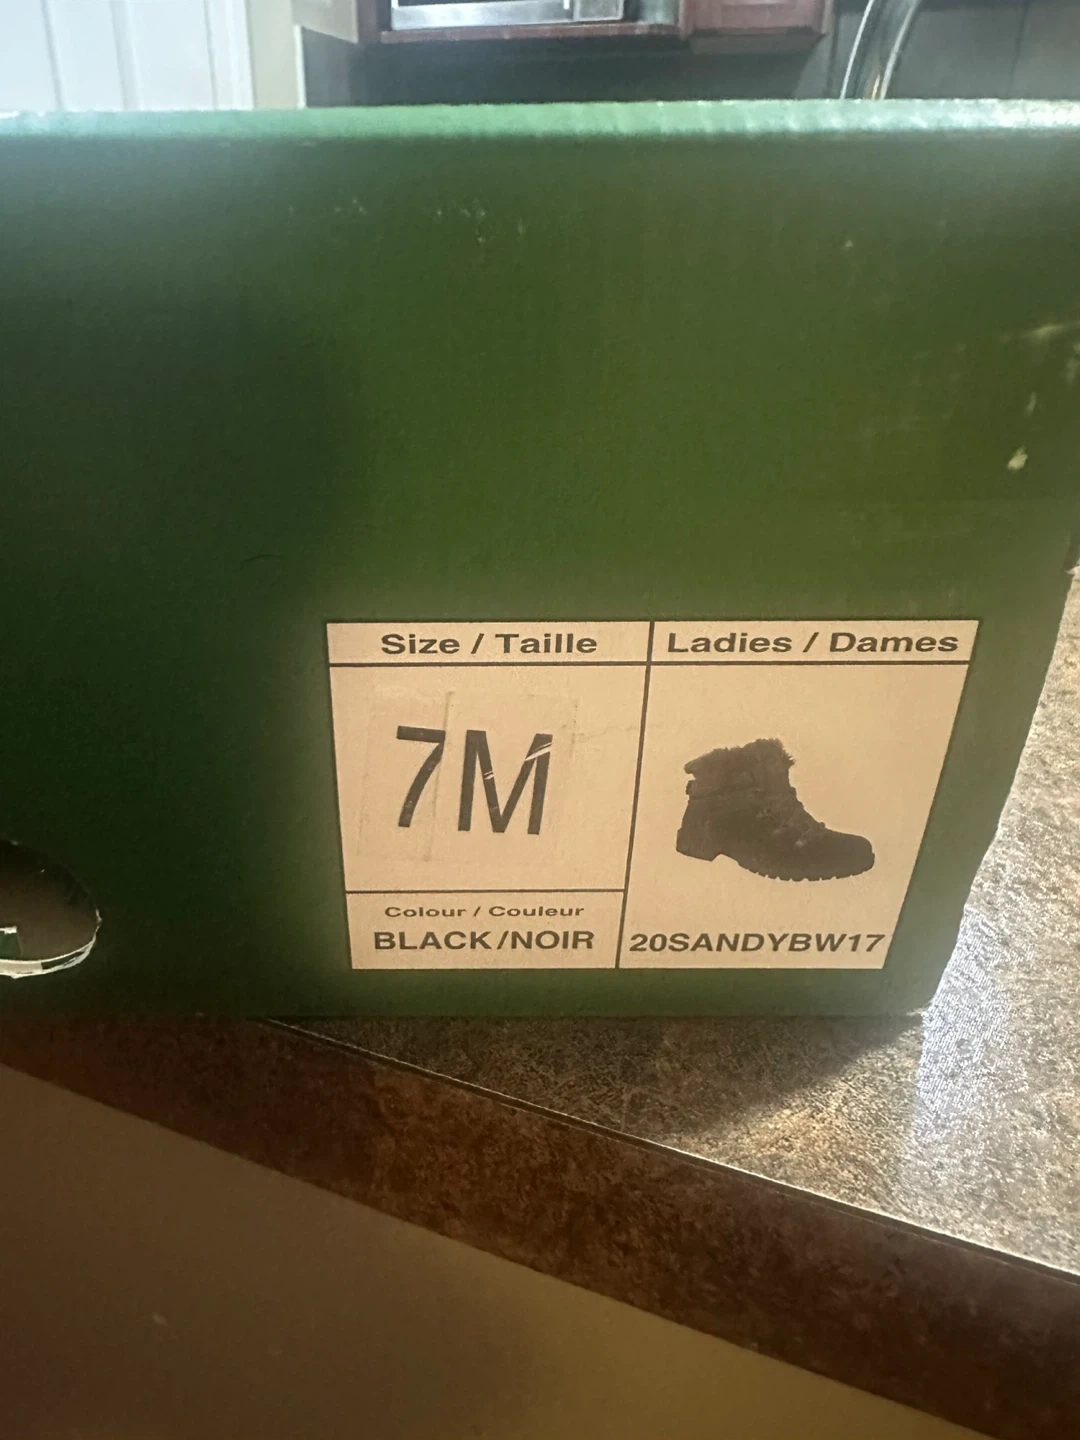 Size / Taille
Ladies / Dames
7M
Colour / Couleur
BLACK/NOIR
20SANDYBW17